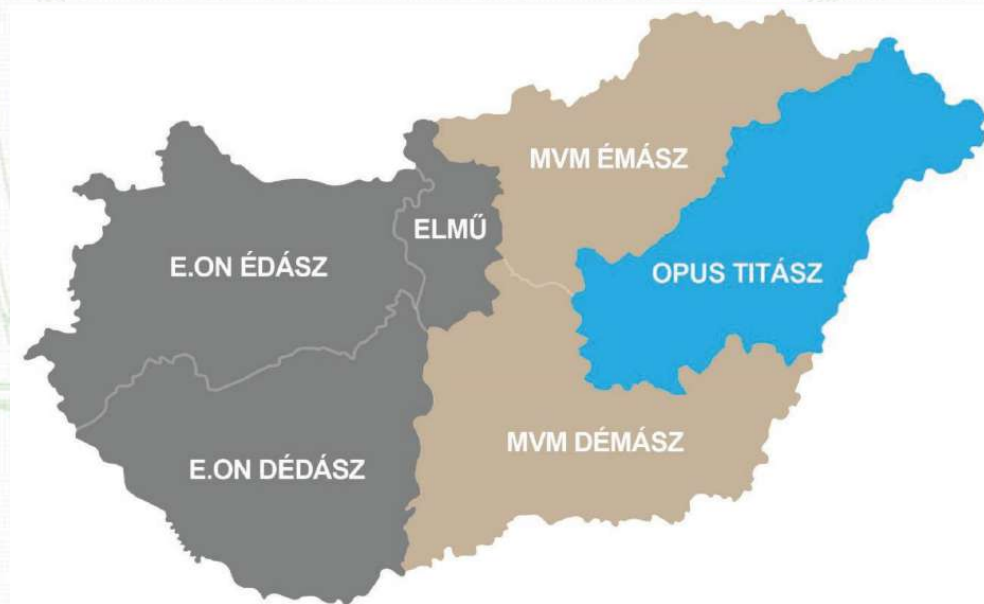 MVM ÉMÁSZ
ELMŰ
E.ON ÉDÁSZ
OPUS TITÁSZ
MVM DÉMÁSZ
E.ON DÉDÁSZ